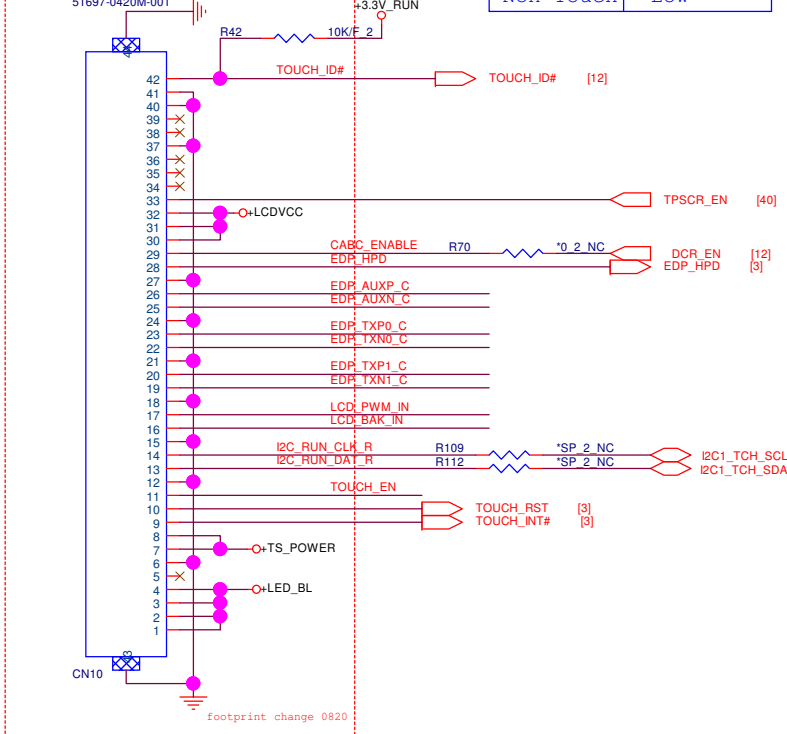 51697-0420M-001
+3.3V_RUN
Non Touch Low
R42 10K/F_2
42 TOUCH_ID# TOUCH_ID# [12]
41
40
39
38
37
36
35
34
33 TPSCR_EN [40]
32 +LCDVCC
31
30
29 CABC_ENABLE R70 *0_2_NC DCR_EN [12]
28 EDP_HPD EDP_HPD [3]
27
26 EDP_AUXP_C
25 EDP_AUXN_C
24
23 EDP_TXP0_C
22 EDP_TXN0_C
21
20 EDP_TXP1_C
19 EDP_TXN1_C
18
17 LCD_PWM_IN
16 LCD_BAK_IN
15
14 I2C_RUN_CLK_R R109 *SP_2_NC I2C1_TCH_SCL
13 I2C_RUN_DAT_R R112 *SP_2_NC I2C1_TCH_SDA
12
11 TOUCH_EN
10 TOUCH_RST [3]
9 TOUCH_INT# [3]
8
7 +TS_POWER
6
5
4 +LED_BL
3
2
1
CN10
footprint change 0820